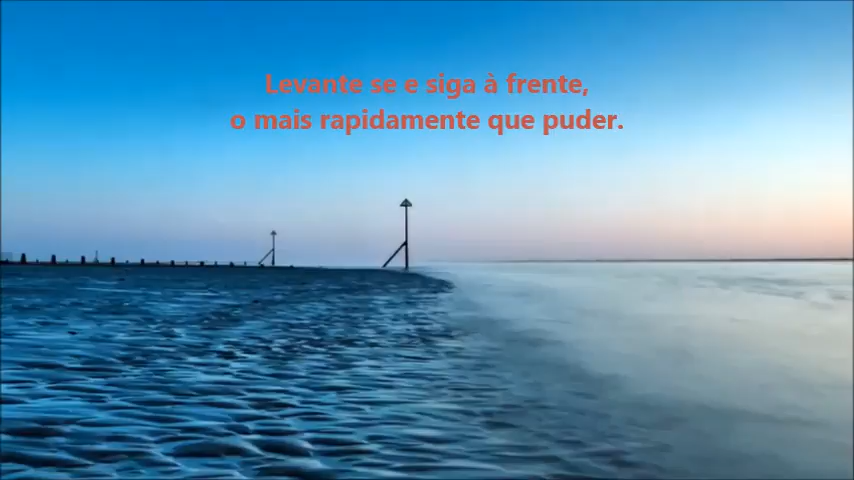 Levante se e siga à frente,
o mais rapidamente que puder.